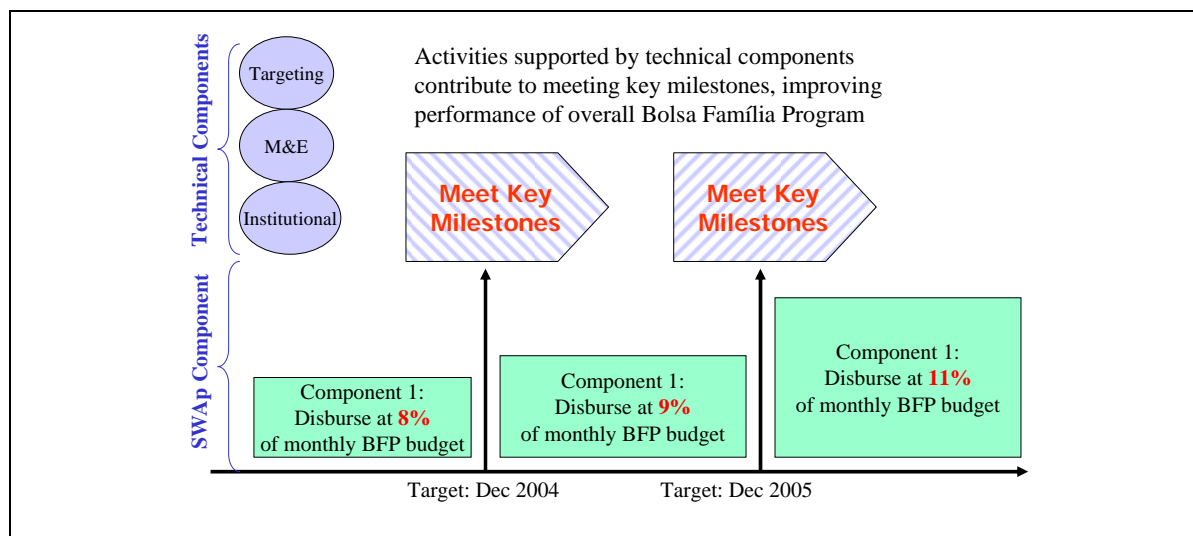 Technical Components
Targeting
M&E
Institutional
Activities supported by technical components
contribute to meeting key milestones, improving
performance of overall Bolsa Família Program
Meet Key
Milestones
Meet Key
Milestones
SWAp Component
Component 1:
Disburse at 8%
of monthly BFP budget
Component 1:
Disburse at 9%
of monthly BFP budget
Component 1:
Disburse at 11%
of monthly BFP budget
Target: Dec 2004
Target: Dec 2005